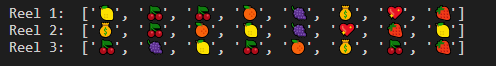 Reel 1:  ['🍋', '🍒', '🍒', '🍊', '🍇', '💰', '💖', '🍓']
Reel 2:  ['💰', '🍒', '🍊', '🍋', '🍇', '💖', '🍓', '🍋']
Reel 3:  ['🍒', '🍇', '🍋', '🍒', '🍊', '💰', '🍒', '🍓']